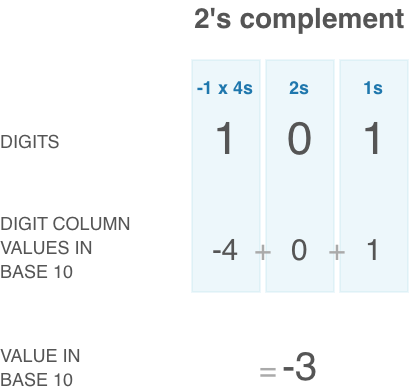 2's complement
-1 x 4s 2s 1s
DIGITS 1 0 1
DIGIT COLUMN
VALUES IN -4 + 0 + 1
BASE 10
VALUE IN
BASE 10 = -3